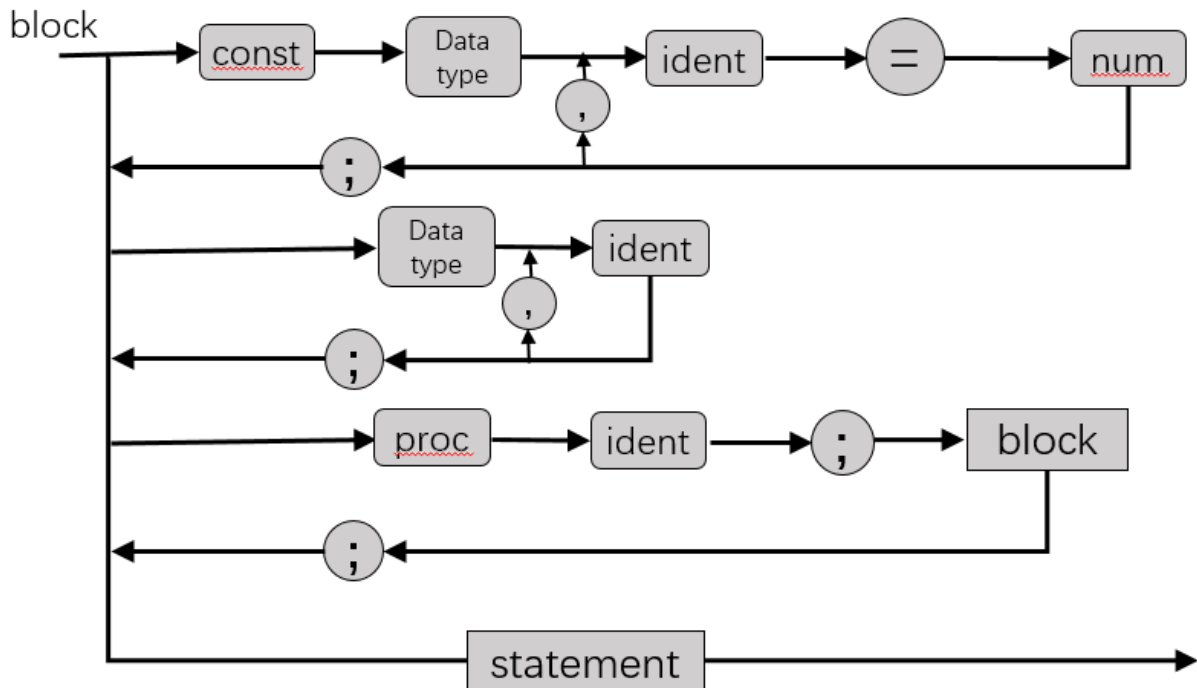 block
const Data type ident = num
,
;
Data type ident
,
;
proc ident ; block
;
statement